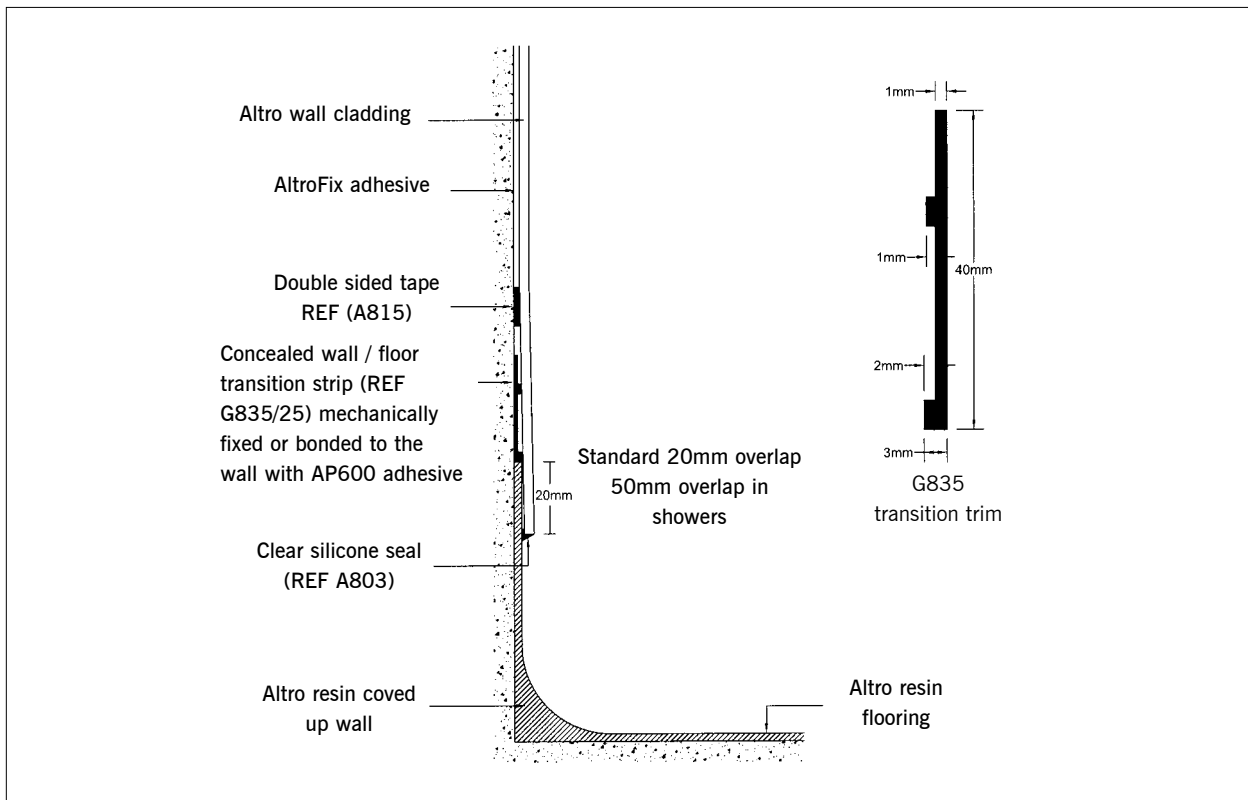 Altro wall cladding
AltroFix adhesive
Double sided tape
REF (A815)
Concealed wall / floor
transition strip (REF
G835/25) mechanically
fixed or bonded to the
wall with AP600 adhesive
Clear silicone seal
(REF A803)
Altro resin coved
up wall
20mm
Standard 20mm overlap
50mm overlap in
showers
Altro resin
flooring
1mm
1mm
40mm
2mm
3mm
G835
transition trim